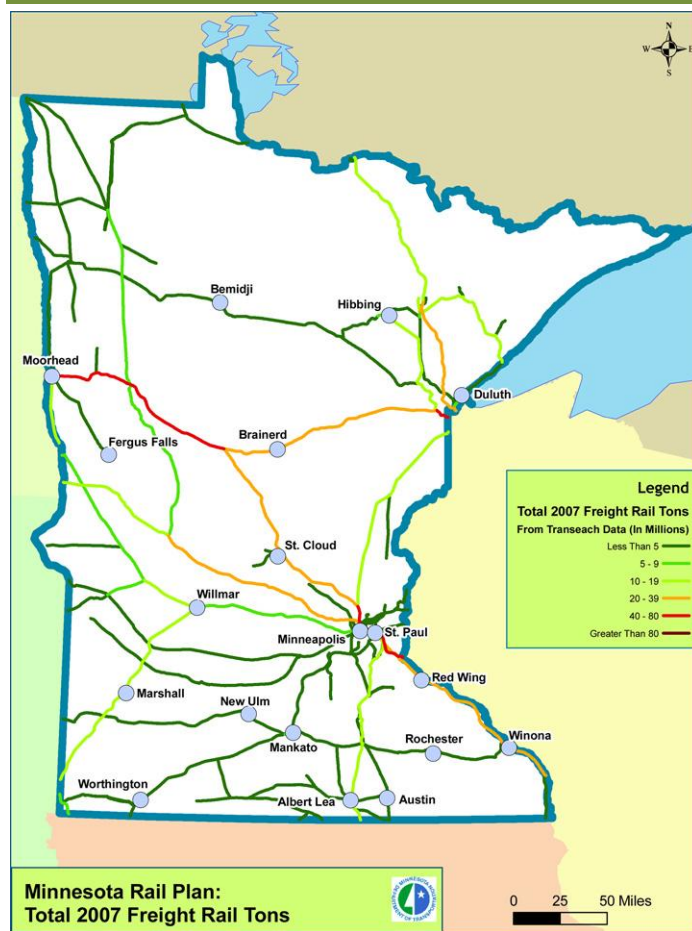 N
W
E
S
Bemidji
Hibbing
Moorhead
Duluth
Fergus Falls
Brainerd
Legend
Total 2007 Freight Rail Tons
From Transeach Data (In Millions)
Less Than 5
5 - 9
10 - 19
20 - 39
40 - 80
Greater Than 80
St. Cloud
Willmar
Minneapolis
St. Paul
Red Wing
Marshall
New Ulm
Mankato
Rochester
Winona
Worthington
Albert Lea
Austin
Minnesota Rail Plan:
Total 2007 Freight Rail Tons
0 25 50 Miles